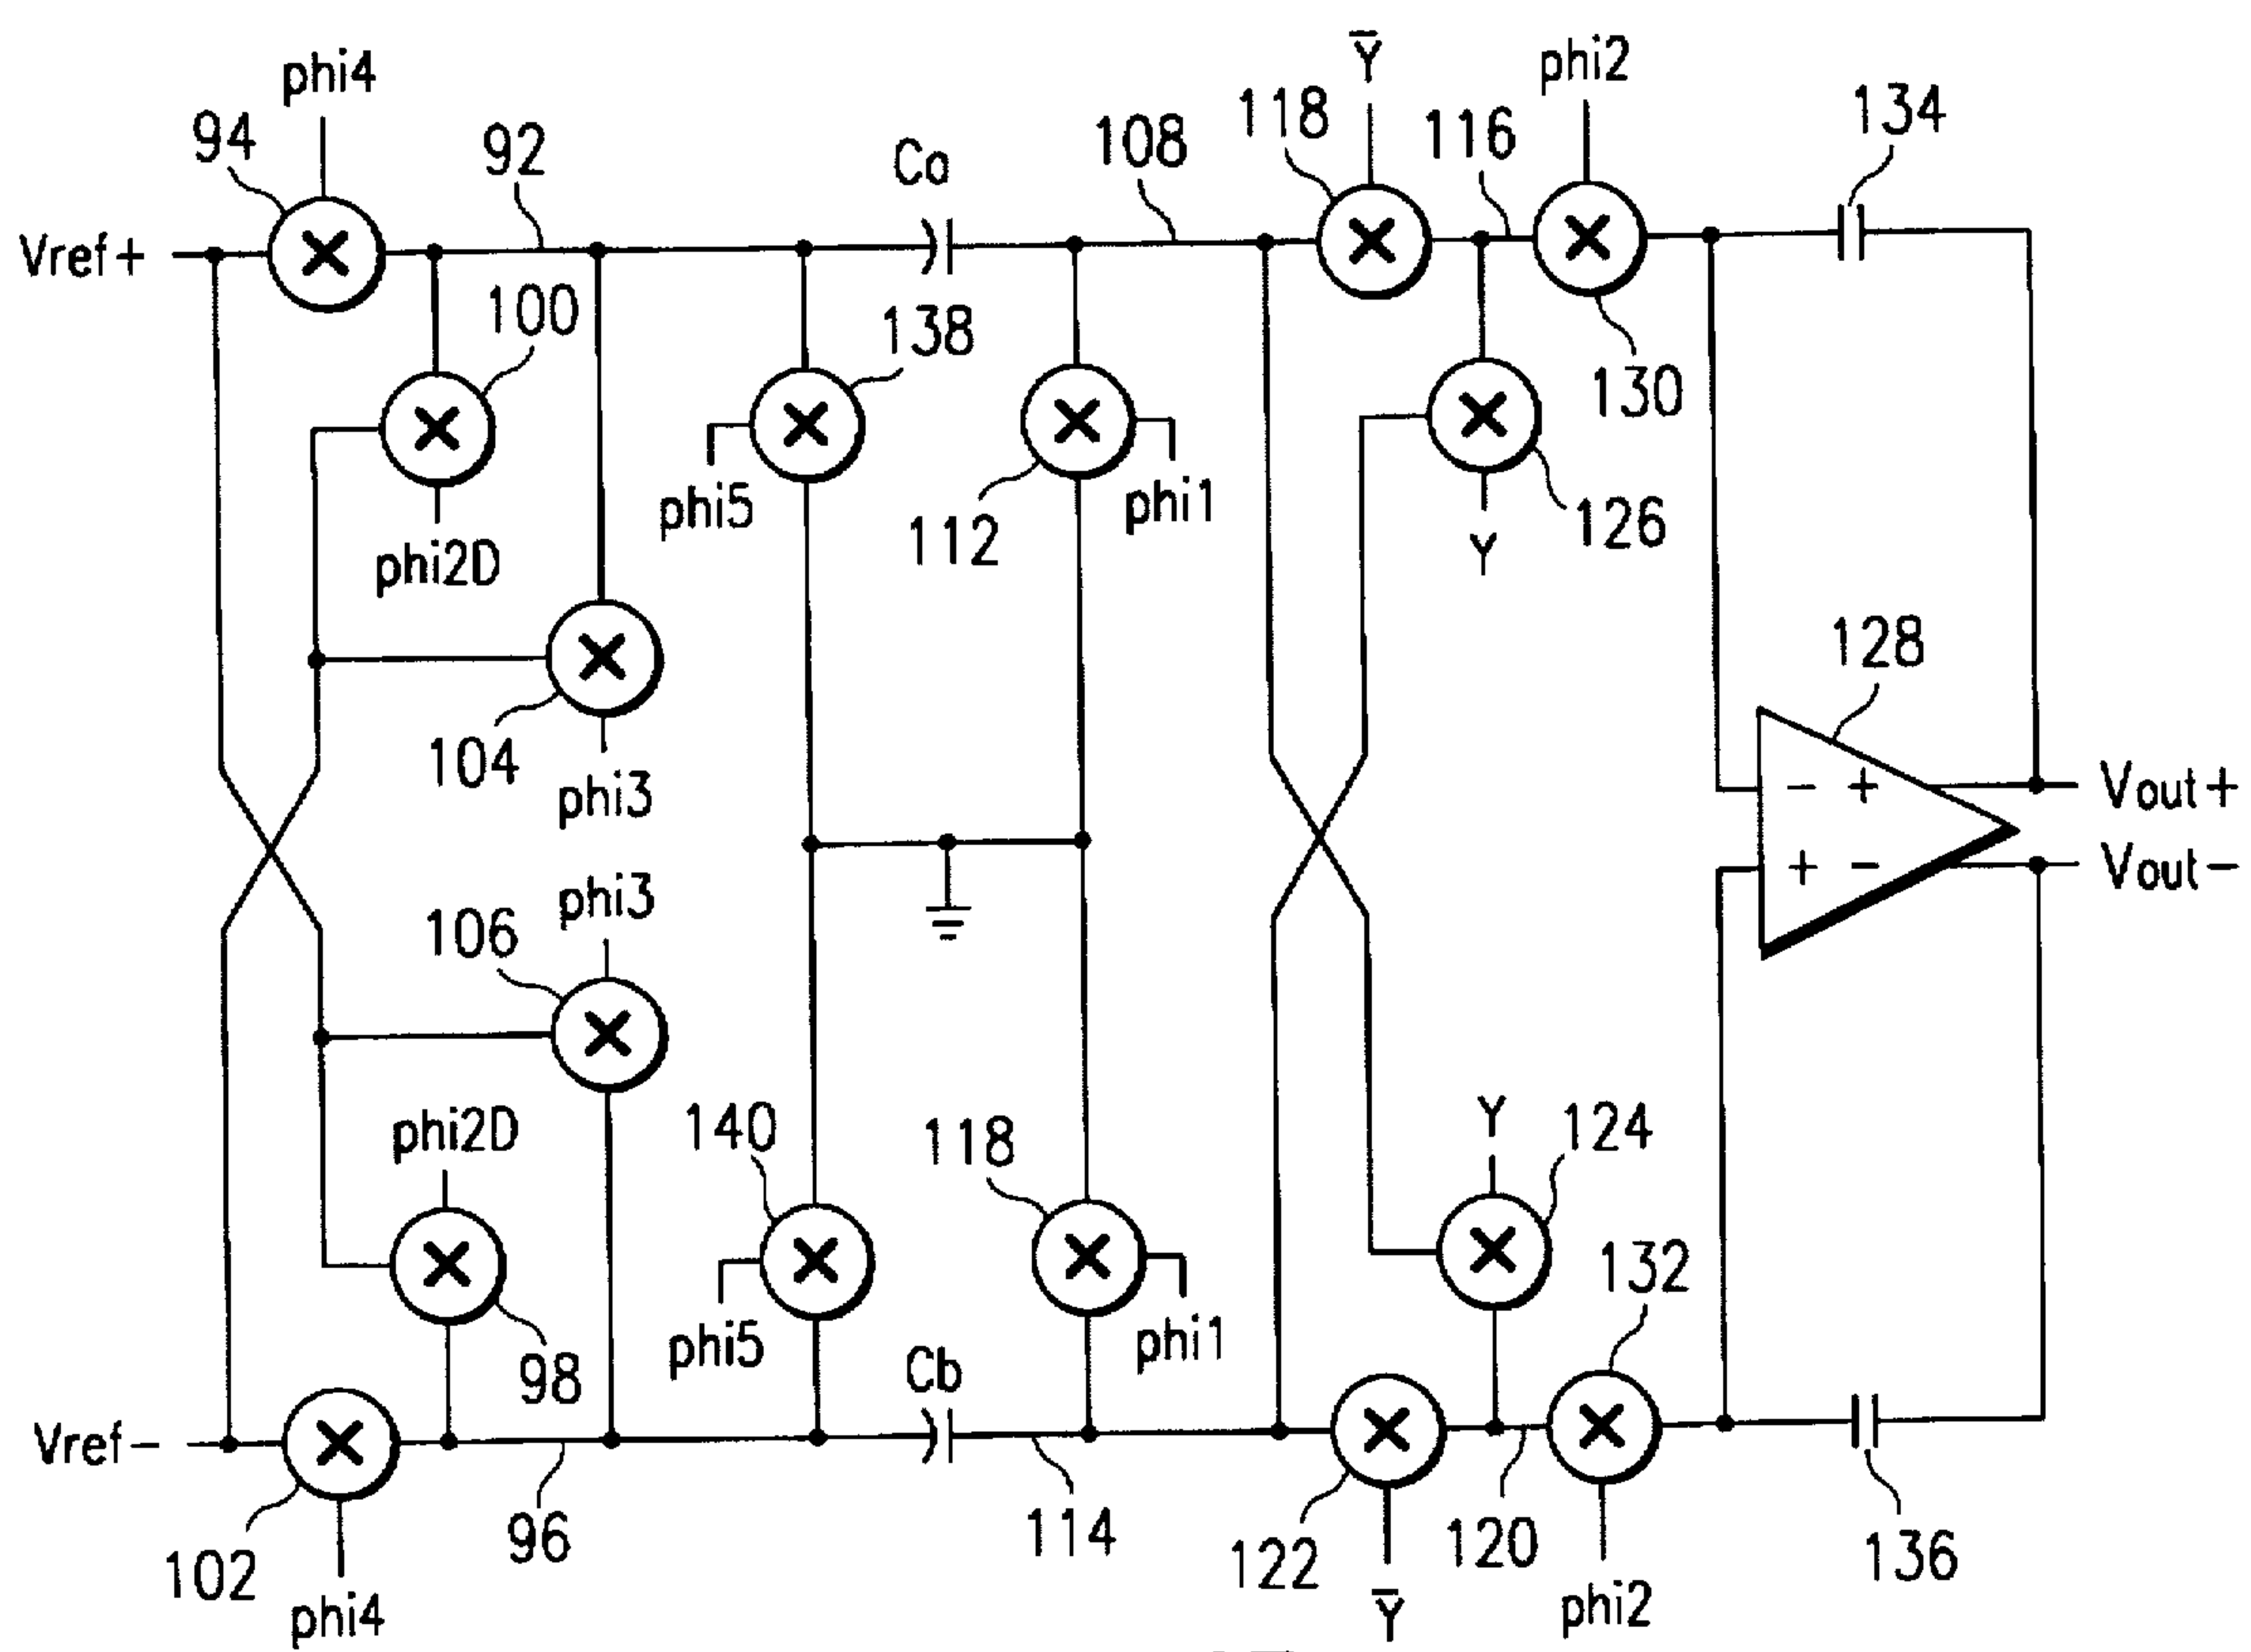 phi4
94
92
Co
108
118
Y̅
116
phi2
134
Vref+
100
138
130
phi5
112
phi1
126
phi2D
Y
104
phi3
128
- +
Vout+
+ -
Vout-
phi3
106
phi2D
140
118
Y
124
132
98
phi5
Cb
phi1
Vref-
102
96
114
122
120
136
phi4
Y̅
phi2